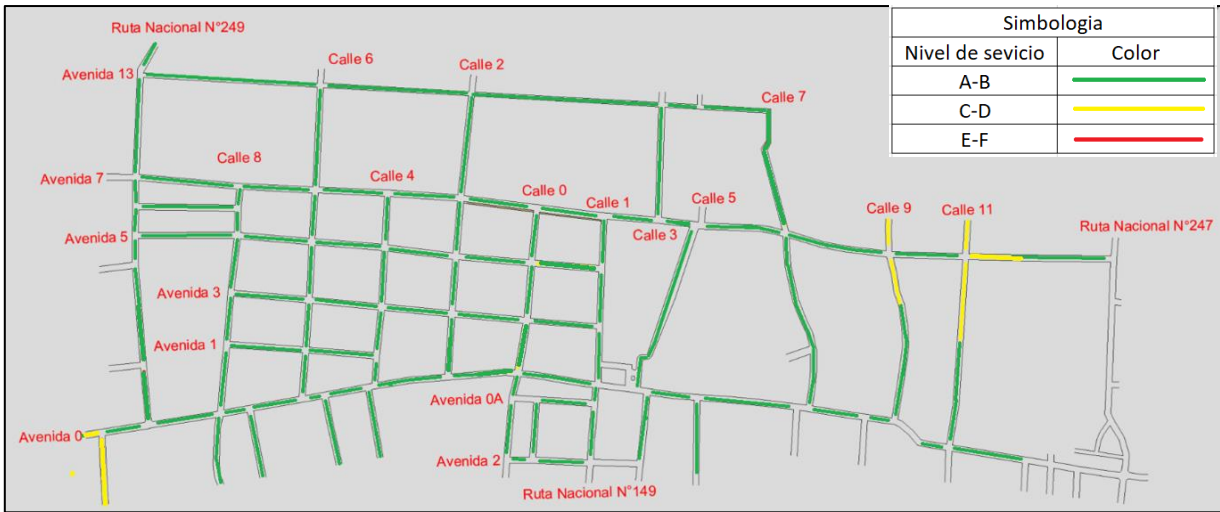 Simbologia
Nivel de sevicio Color
A-B
C-D
E-F
Ruta Nacional N°249
Avenida 13
Calle 6
Calle 2
Calle 7
Calle 8
Avenida 7
Calle 4
Calle 0
Calle 1
Calle 5
Calle 9
Calle 11
Ruta Nacional N°247
Avenida 5
Calle 3
Avenida 3
Avenida 1
Avenida 0A
Avenida 0
Avenida 2
Ruta Nacional N°149